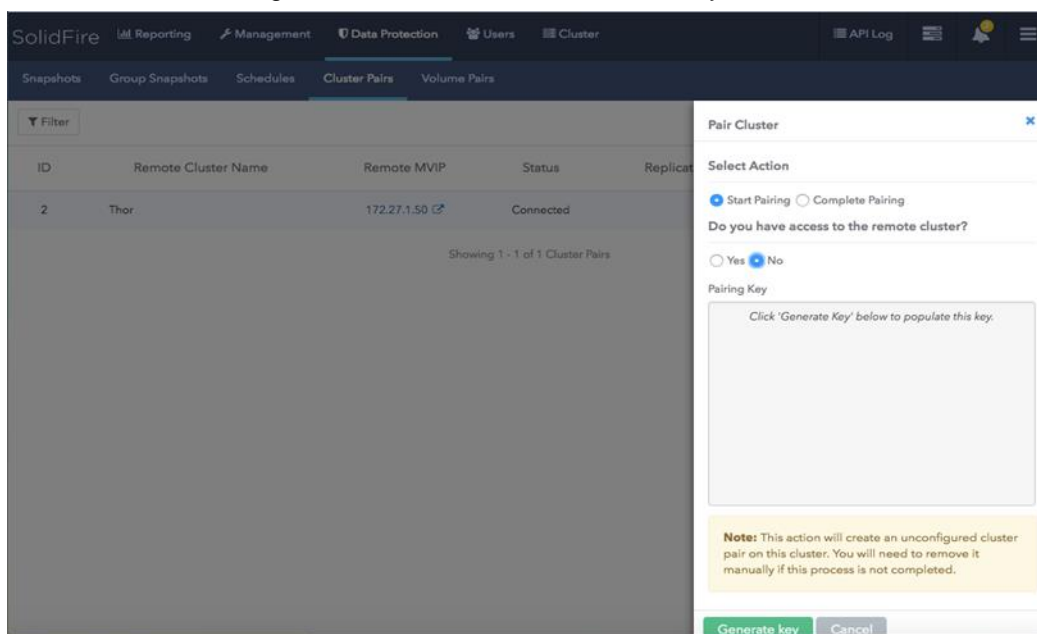 SolidFire Reporting Management Data Protection Users Cluster API Log 2
Snapshots Group Snapshots Schedules Cluster Pairs Volume Pairs
Filter
ID Remote Cluster Name Remote MVIP Status Replicat
2 Thor 172.27.1.50 Connected
Showing 1 - 1 of 1 Cluster Pairs
Pair Cluster
Select Action
Start Pairing Complete Pairing
Do you have access to the remote cluster?
Yes No
Pairing Key
Click 'Generate Key' below to populate this key.
Note: This action will create an unconfigured cluster
pair on this cluster. You will need to remove it
manually if this process is not completed.
Generate key Cancel